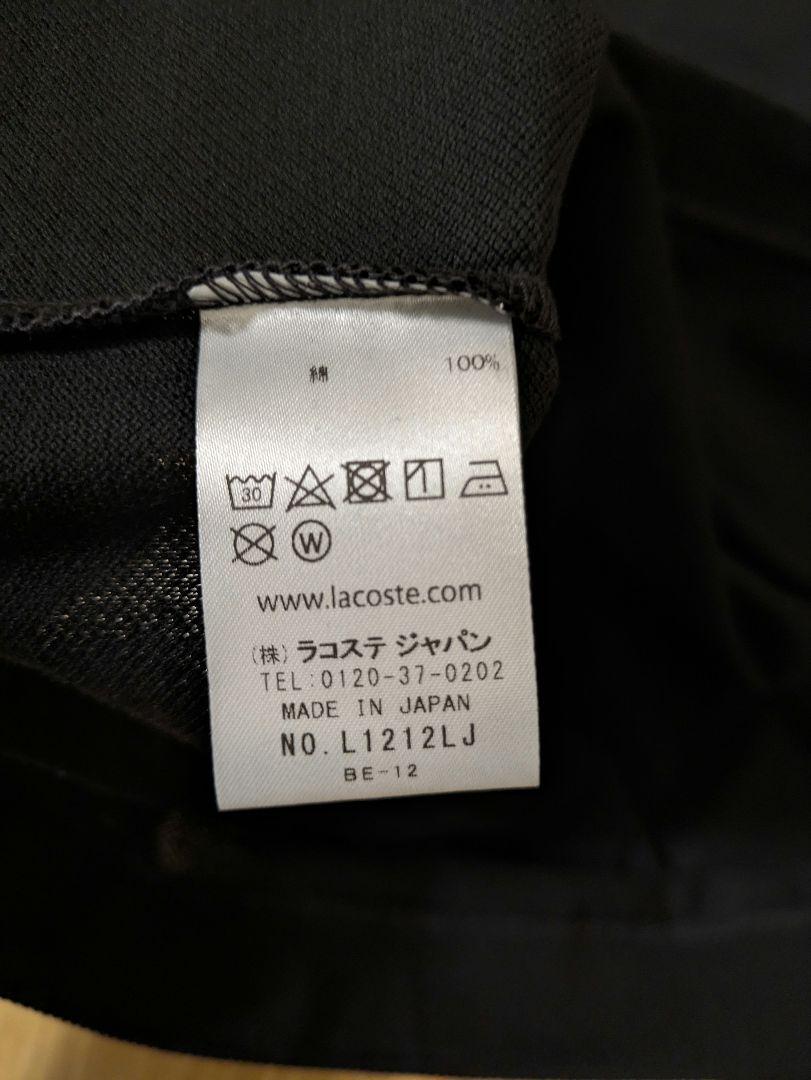 綿 100%
30
W
www.lacoste.com
(株)ラコステ ジャパン
TEL:0120-37-0202
MADE IN JAPAN
NO.L1212LJ
BE-12